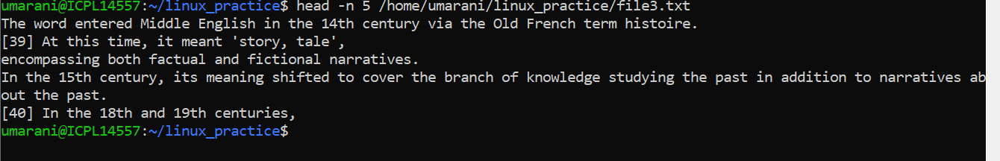 umarani@ICPL14557:~/linux_practice$ head -n 5 /home/umarani/linux_practice/file3.txt
The word entered Middle English in the 14th century via the Old French term histoire.
[39] At this time, it meant 'story, tale',
encompassing both factual and fictional narratives.
In the 15th century, its meaning shifted to cover the branch of knowledge studying the past in addition to narratives ab
out the past.
[40] In the 18th and 19th centuries,
umarani@ICPL14557:~/linux_practice$